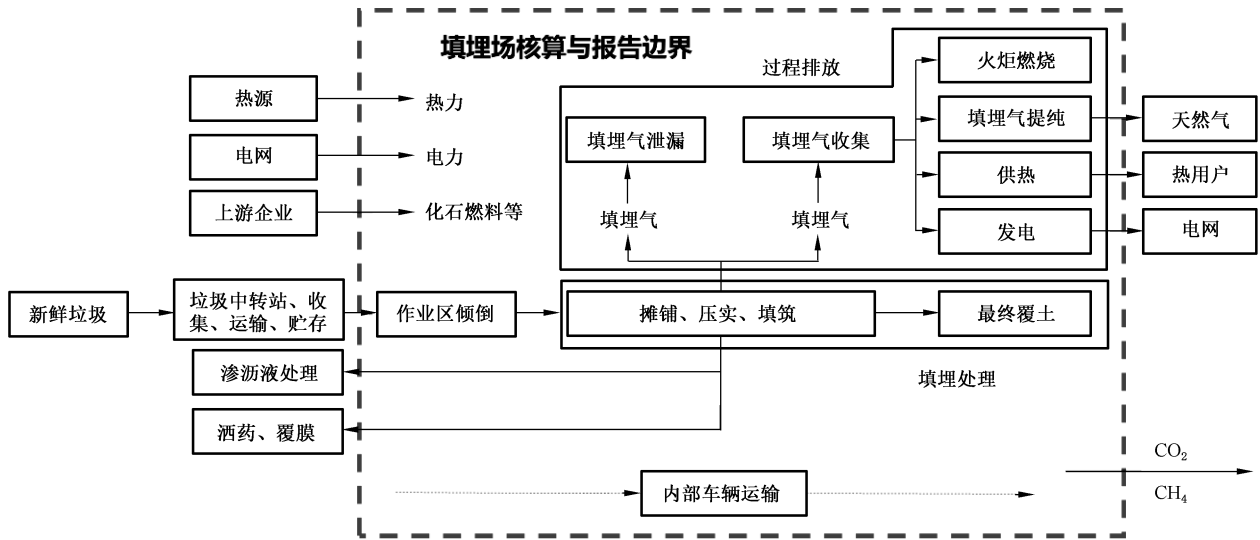 填埋场核算与报告边界
过程排放
火炬燃烧
热源
热力
填埋气提纯
天然气
填埋气泄漏
填埋气收集
电网
电力
供热
热用户
上游企业
化石燃料等
填埋气
填埋气
发电
电网
新鲜垃圾
垃圾中转站、收
集、运输、贮存
作业区倾倒
摊铺、压实、填筑
最终覆土
渗沥液处理
填埋处理
洒药、覆膜
CO₂
内部车辆运输
CH₄